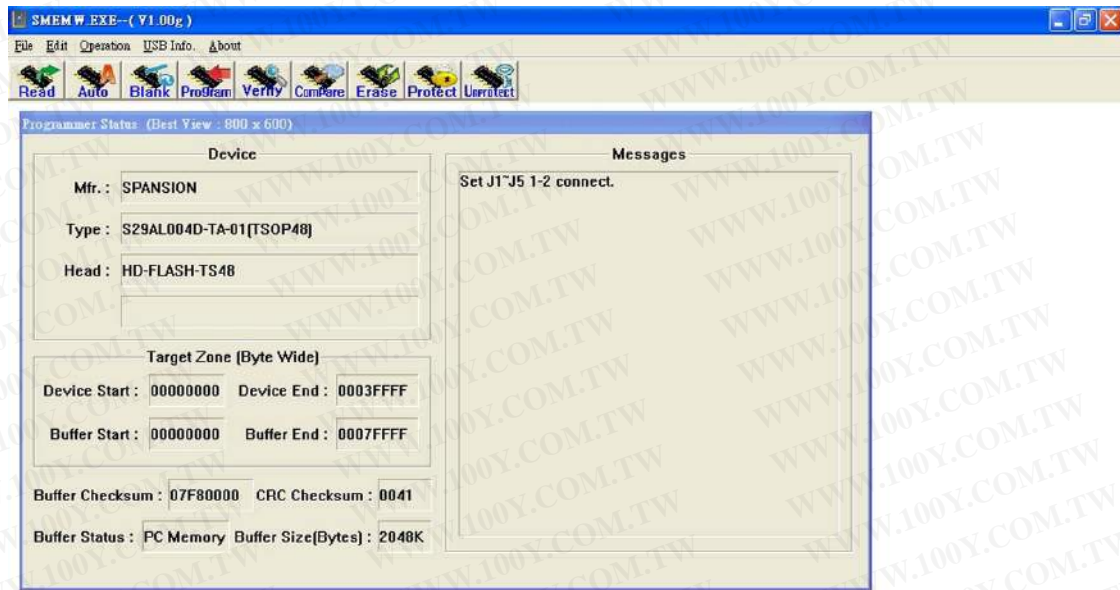 SMEMW.EXE--( V1.00g )
File Edit Operation USB Info. About
Read Auto Blank Program Verify Compare Erase Protect Unprotect
Programmer Status (Best View : 800 x 600)
Device
Mfr. : SPANSION
Type : S29AL004D-TA-01(TSOP48)
Head : HD-FLASH-TS48
Target Zone (Byte Wide)
Device Start : 00000000 Device End : 0003FFFF
Buffer Start : 00000000 Buffer End : 0007FFFF
Buffer Checksum : 07F80000 CRC Checksum : 0041
Buffer Status : PC Memory Buffer Size(Bytes) : 2048K
Messages
Set J1~J5 1-2 connect.
WWW.100Y.COM.TW